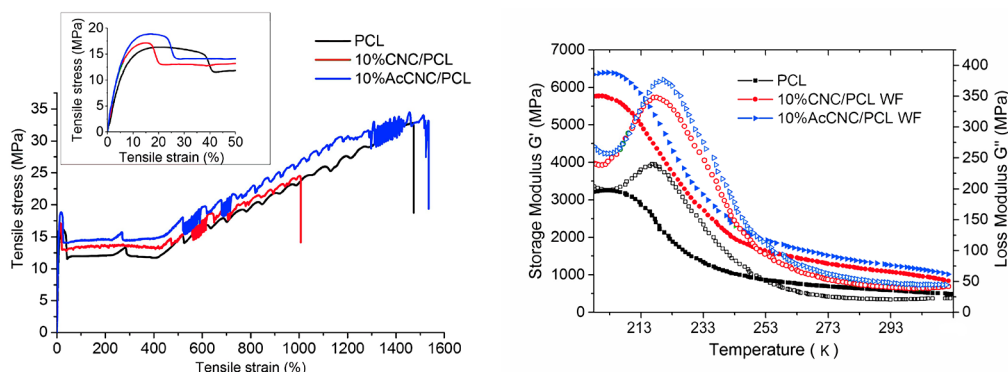 Tensile stress (MPa)
20
15
10
5
0
0 10 20 30 40 50
Tensile strain (%)
PCL
10%CNC/PCL
10%AcCNC/PCL
Tensile stress (MPa)
35
30
25
20
15
10
5
0
0 200 400 600 800 1000 1200 1400 1600
Tensile strain (%)
Storage Modulus G' (MPa)
7000
6000
5000
4000
3000
2000
1000
0
PCL
10%CNC/PCL WF
10%AcCNC/PCL WF
400
350
300
250
200
150
100
50
0
Loss Modulus G'' (MPa)
213 233 253 273 293
Temperature ( K )